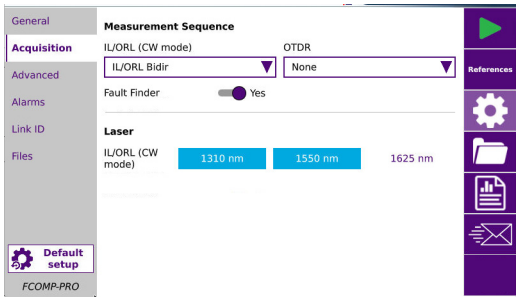 General
Acquisition
Advanced
Alarms
Link ID
Files
Default
setup
FCOMP-PRO
Measurement Sequence
IL/ORL (CW mode)
OTDR
IL/ORL Bidir
None
Fault Finder
Yes
Laser
IL/ORL (CW
mode)
1310 nm
1550 nm
1625 nm
References